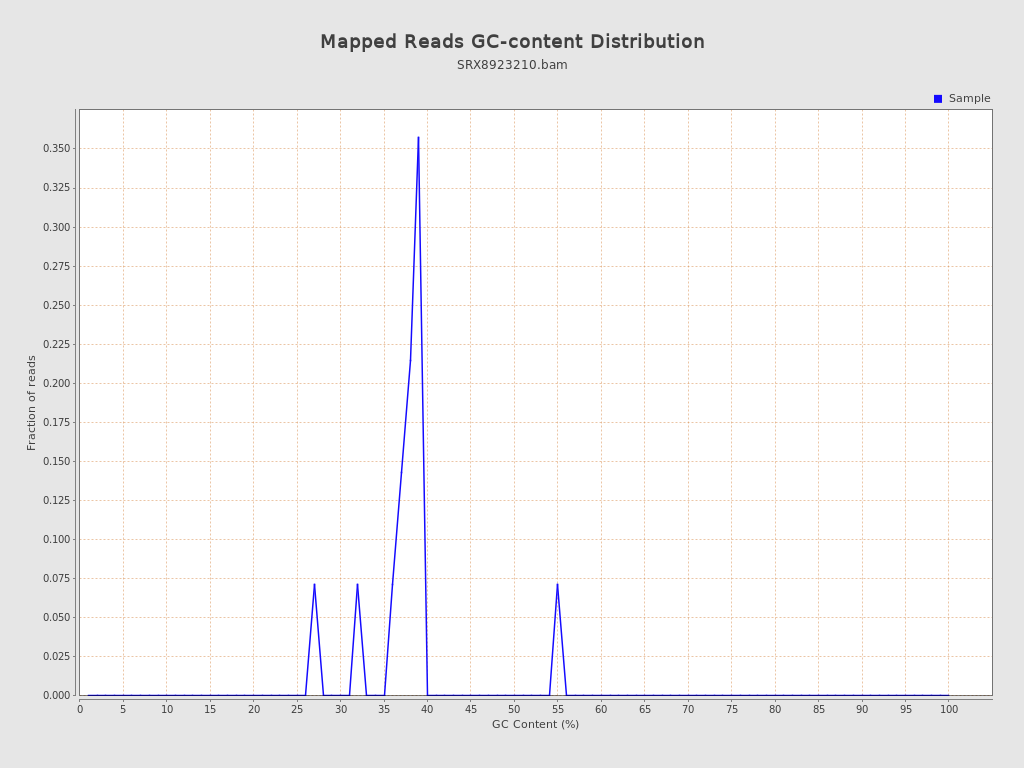 Mapped Reads GC-content Distribution
SRX8923210.bam
Sample
Fraction of reads
0.350
0.325
0.300
0.275
0.250
0.225
0.200
0.175
0.150
0.125
0.100
0.075
0.050
0.025
0.000
0 5 10 15 20 25 30 35 40 45 50 55 60 65 70 75 80 85 90 95 100
GC Content (%)